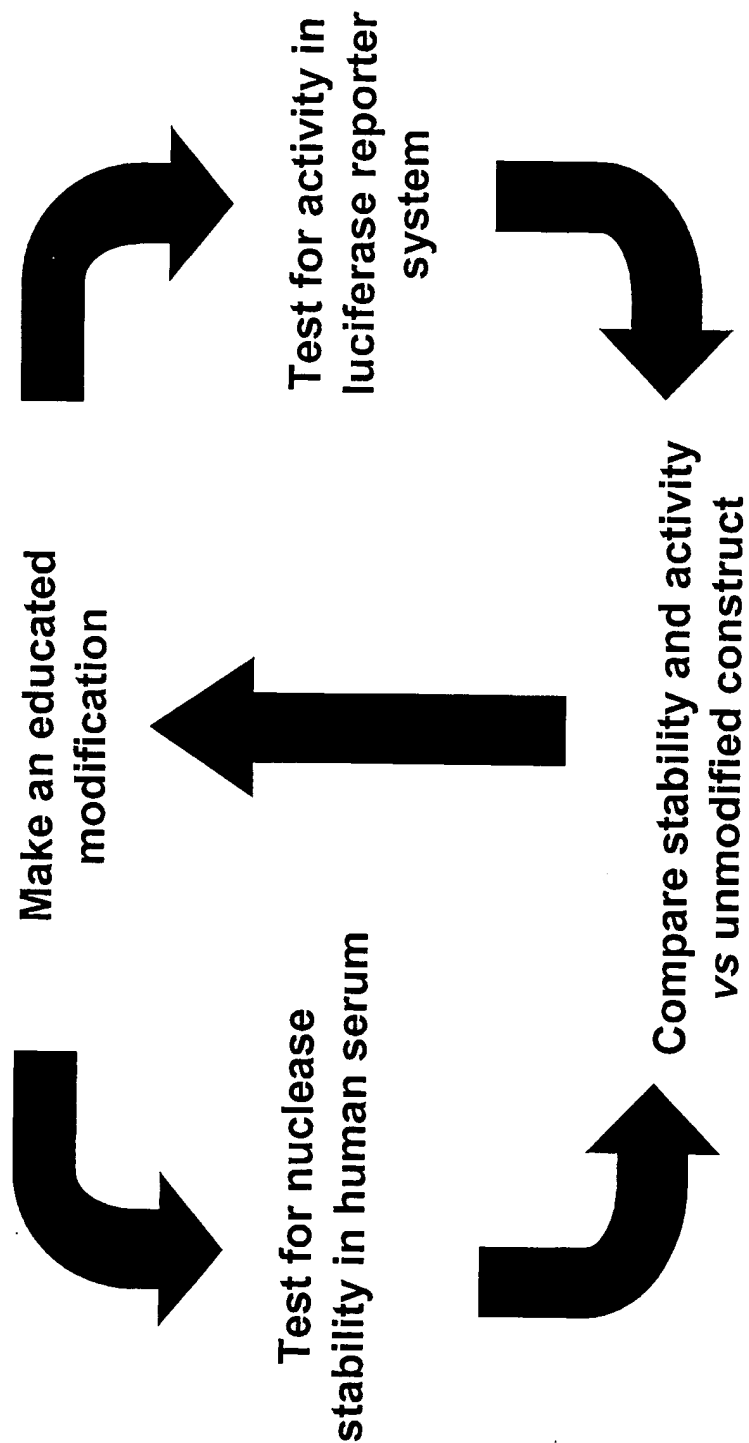 Make an educated
modification
Test for nuclease
stability in human serum
Test for activity in
luciferase reporter
system
Compare stability and activity
vs unmodified construct